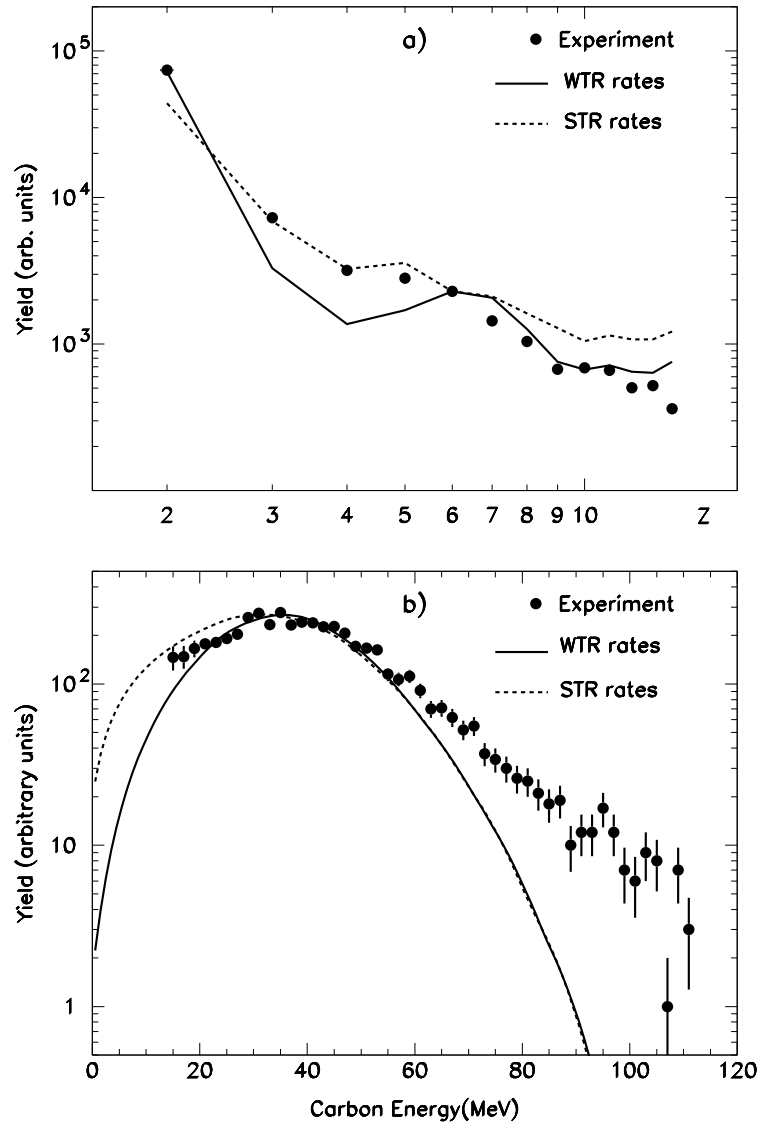 a)
Experiment
WTR rates
STR rates
Yield (arb. units)
10^5
10^4
10^3
2 3 4 5 6 7 8 9 10 Z
b)
Experiment
WTR rates
STR rates
Yield (arbitrary units)
10^2
10
1
0 20 40 60 80 100 120
Carbon Energy(MeV)